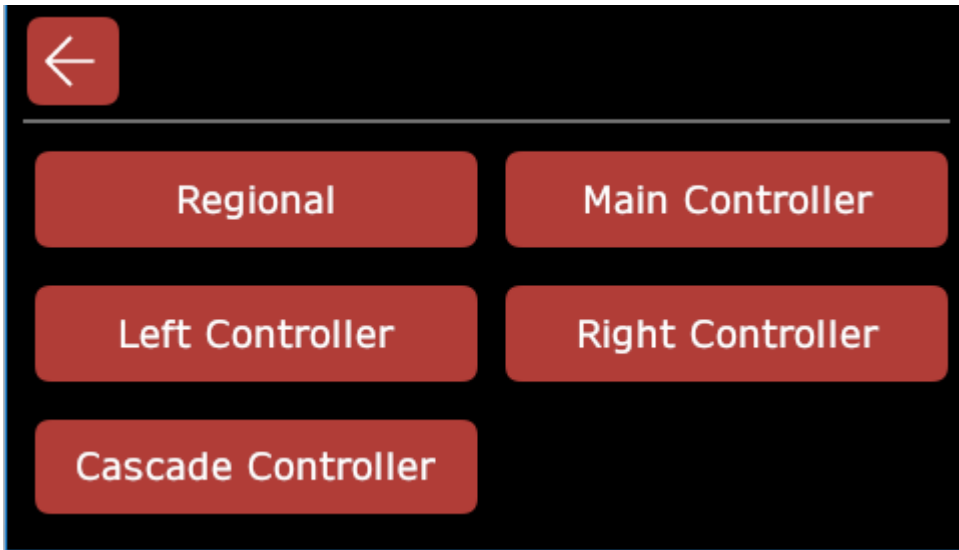 Regional
Main Controller
Left Controller
Right Controller
Cascade Controller